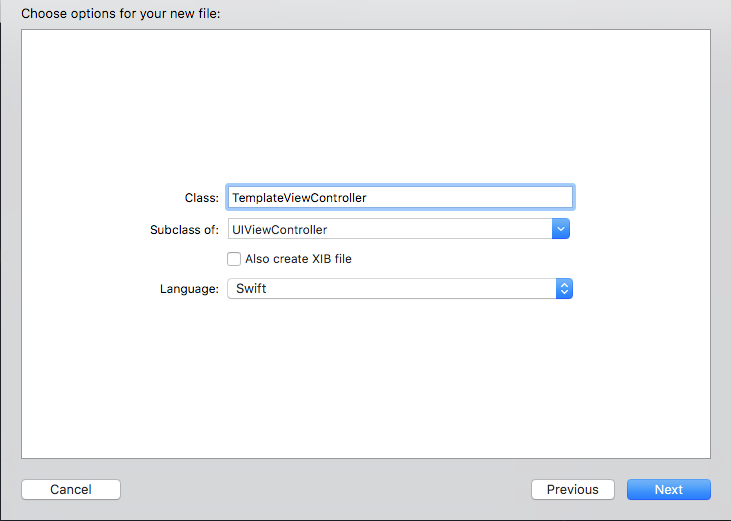 Choose options for your new file:
Class: TemplateViewController
Subclass of: UIViewController
Also create XIB file
Language: Swift
Cancel Previous Next